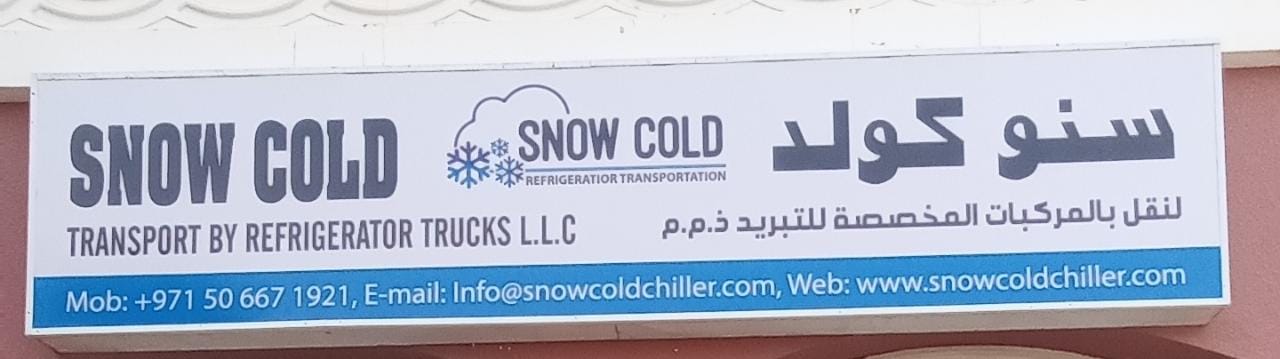 SNOW COLD
TRANSPORT BY REFRIGERATOR TRUCKS L.L.C
SNOW COLD
REFRIGERATIOR TRANSPORTATION
سنو كولد
لنقل بالمركبات المخصصة للتبريد ذ.م.م
Mob: +971 50 667 1921, E-mail: Info@snowcoldchiller.com, Web: www.snowcoldchiller.com